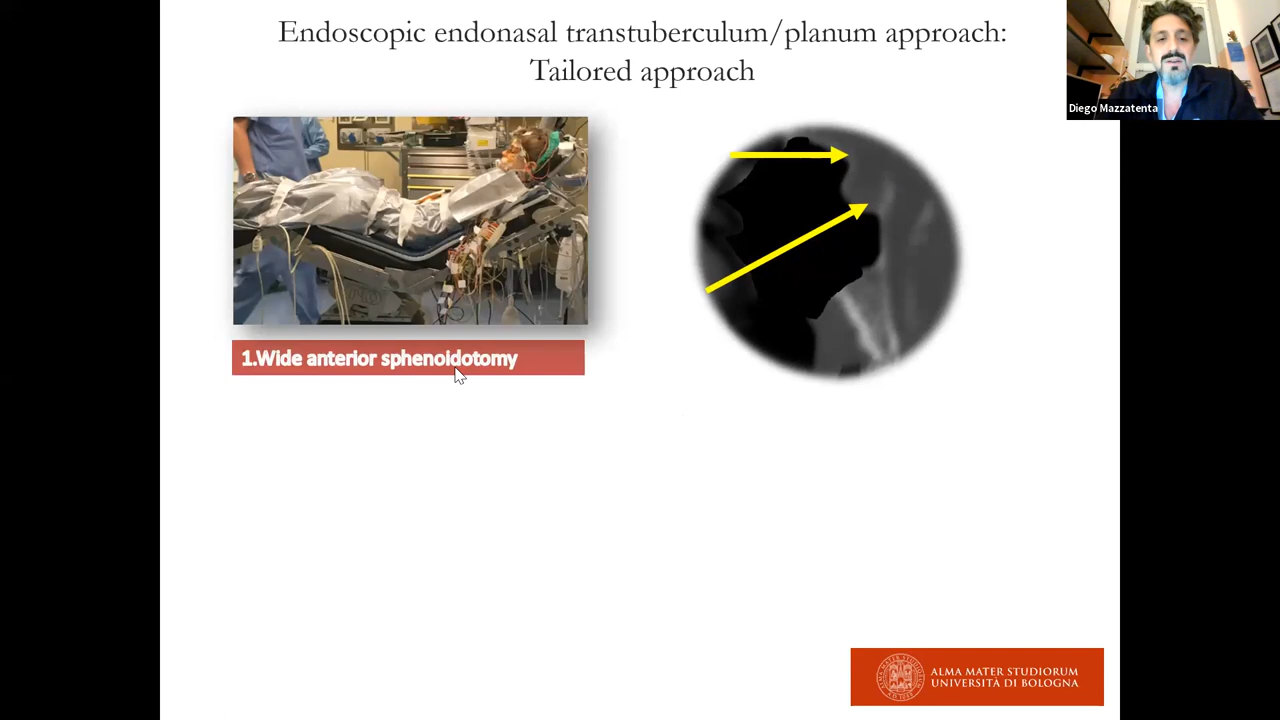 Endoscopic endonasal transtuberculum/planum approach:
Tailored approach
Diego Mazzatenta
1.Wide anterior sphenoidotomy
ALMA MATER STUDIORUM
UNIVERSITÀ DI BOLOGNA